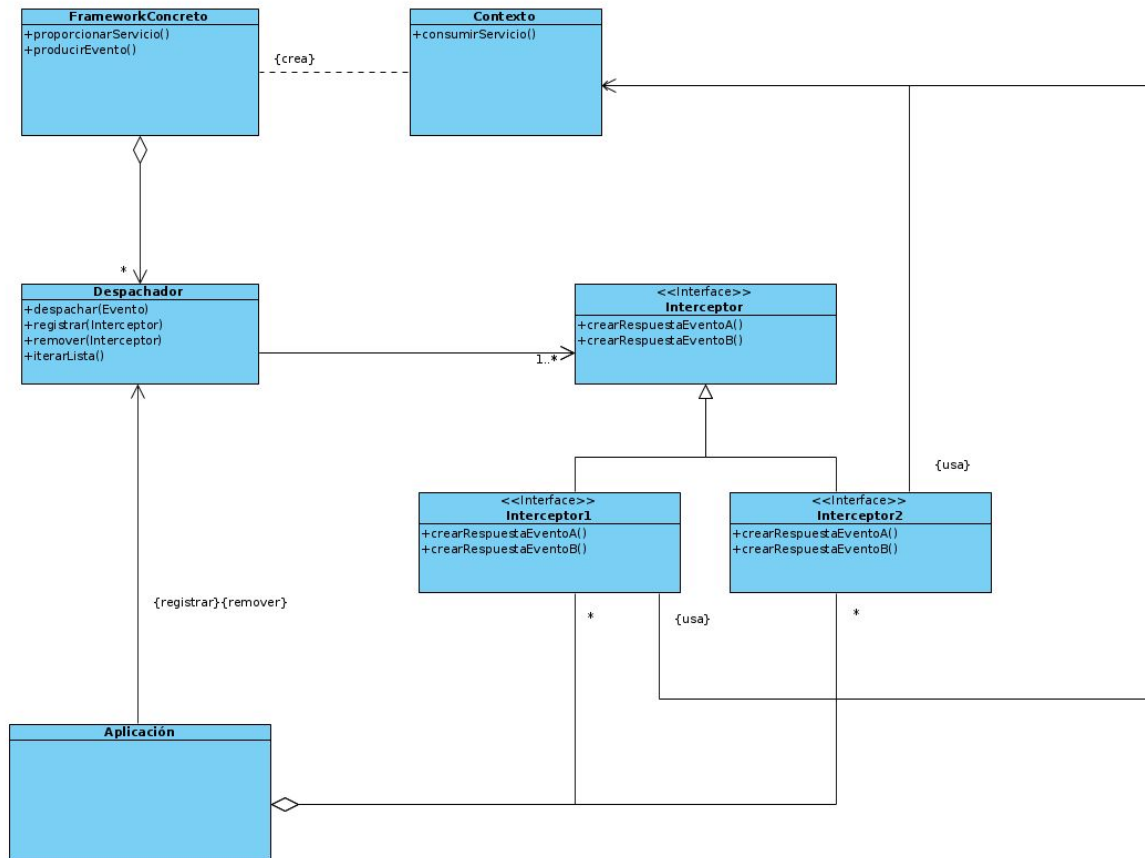 FrameworkConcreto
+proporcionarServicio()
+producirEvento()
{crea}
Contexto
+consumirServicio()
*
Despachador
+despachar(Evento)
+registrar(Interceptor)
+remover(Interceptor)
+iterarLista()
1..*
<<Interface>>
Interceptor
+crearRespuestaEventoA()
+crearRespuestaEventoB()
{usa}
<<Interface>>
Interceptor1
+crearRespuestaEventoA()
+crearRespuestaEventoB()
<<Interface>>
Interceptor2
+crearRespuestaEventoA()
+crearRespuestaEventoB()
{registrar}{remover}
*
{usa}
*
Aplicación